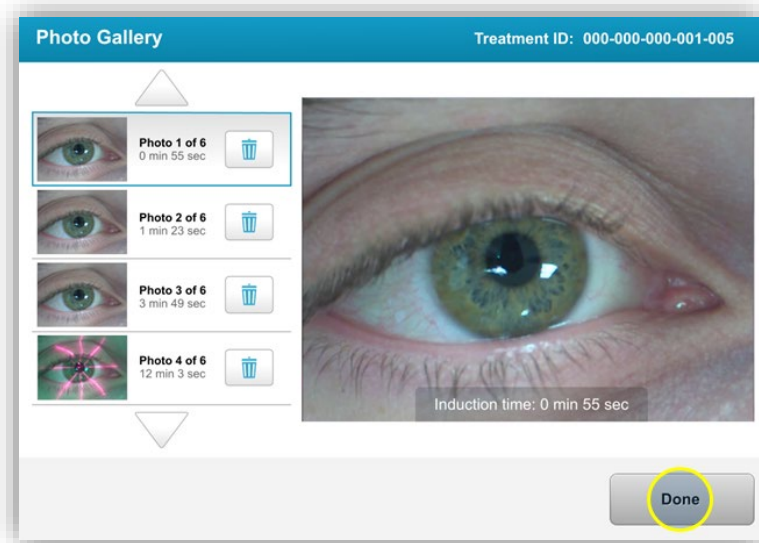 Photo Gallery
Treatment ID: 000-000-000-001-005
Photo 1 of 6
0 min 55 sec
Photo 2 of 6
1 min 23 sec
Photo 3 of 6
3 min 49 sec
Photo 4 of 6
12 min 3 sec
Induction time: 0 min 55 sec
Done